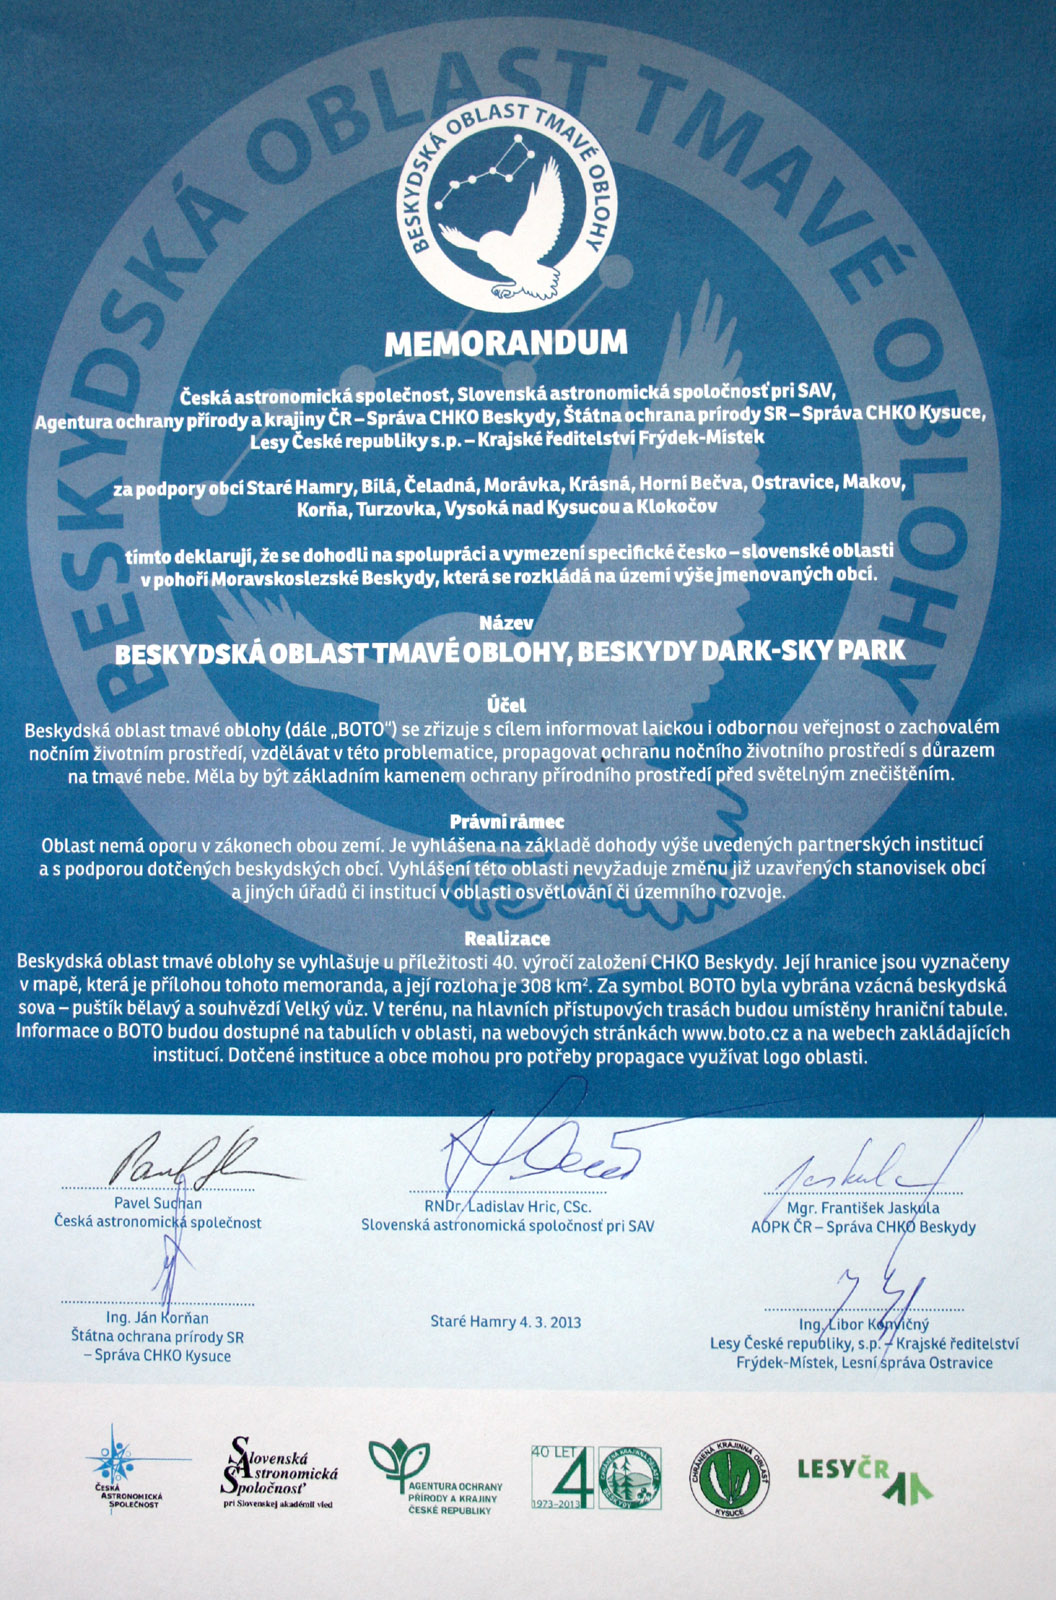 BESKYDSKÁ OBLAST TMAVÉ OBLOHY
BESKYDSKÁ OBLAST TMAVÉ OBLOHY
MEMORANDUM
Česká astronomická společnost, Slovenská astronomická spoločnosť pri SAV,
Agentura ochrany přírody a krajiny ČR – Správa CHKO Beskydy, Štátna ochrana prírody SR – Správa CHKO Kysuce,
Lesy České republiky s.p. – Krajské ředitelství Frýdek-Místek
za podpory obcí Staré Hamry, Bílá, Čeladná, Morávka, Krásná, Horní Bečva, Ostravice, Makov,
Korňa, Turzovka, Vysoká nad Kysucou a Klokočov
tímto deklarují, že se dohodli na spolupráci a vymezení specifické česko – slovenské oblasti
v pohoří Moravskoslezské Beskydy, která se rozkládá na území výše jmenovaných obcí.
Název
BESKYDSKÁ OBLAST TMAVÉ OBLOHY, BESKYDY DARK-SKY PARK
Účel
Beskydská oblast tmavé oblohy (dále „BOTO“) se zřizuje s cílem informovat laickou i odbornou veřejnost o zachovalém
nočním životním prostředí, vzdělávat v této problematice, propagovat ochranu nočního životního prostředí s důrazem
na tmavé nebe. Měla by být základním kamenem ochrany přírodního prostředí před světelným znečištěním.
Právní rámec
Oblast nemá oporu v zákonech obou zemí. Je vyhlášena na základě dohody výše uvedených partnerských institucí
a s podporou dotčených beskydských obcí. Vyhlášení této oblasti nevyžaduje změnu již uzavřených stanovisek obcí
a jiných úřadů či institucí v oblasti osvětlování či územního rozvoje.
Realizace
Beskydská oblast tmavé oblohy se vyhlašuje u příležitosti 40. výročí založení CHKO Beskydy. Její hranice jsou vyznačeny
v mapě, která je přílohou tohoto memoranda, a její rozloha je 308 km². Za symbol BOTO byla vybrána vzácná beskydská
sova – puštík bělavý a souhvězdí Velký vůz. V terénu, na hlavních přístupových trasách budou umístěny hraniční tabule.
Informace o BOTO budou dostupné na tabulích v oblasti, na webových stránkách www.boto.cz a na webech zakládajících
institucí. Dotčené instituce a obce mohou pro potřeby propagace využívat logo oblasti.
Jaskula
Pavel Suchan
Česká astronomická společnost
RNDr. Ladislav Hric, CSc.
Slovenská astronomická spoločnosť pri SAV
Mgr. František Jaskula
AOPK ČR – Správa CHKO Beskydy
Ing. Ján Korňan
Štátna ochrana prírody SR
– Správa CHKO Kysuce
Staré Hamry 4. 3. 2013
Ing. Libor Konvičný
Lesy České republiky, s.p. – Krajské ředitelství
Frýdek-Místek, Lesní správa Ostravice
ČESKÁ
ASTRONOMICKÁ
SPOLEČNOST
Slovenská
Astronomická
Spoločnosť
pri Slovenskej akadémii vied
AGENTURA OCHRANY
PŘÍRODY A KRAJINY
ČESKÉ REPUBLIKY
40 LET
4
1973–2013
CHRÁNĚNÁ KRAJINNÁ OBLAST
BESKYDY
CHRÁNENÁ KRAJINNÁ OBLASŤ
KYSUCE
LESY ČR